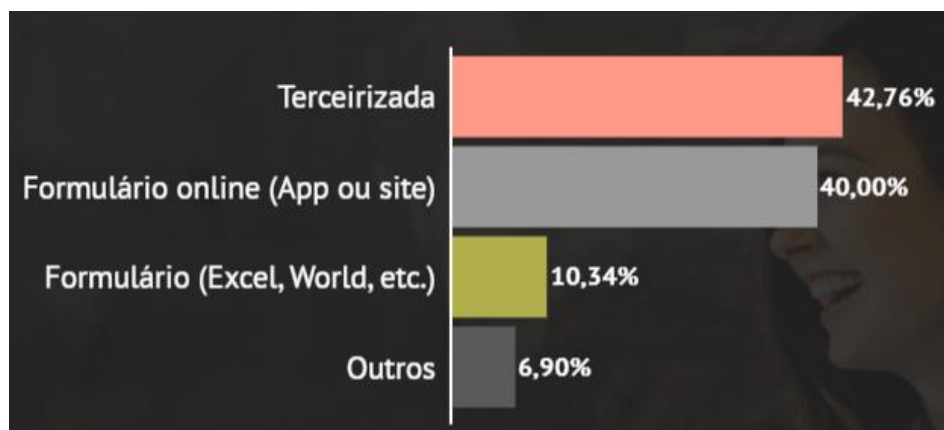 Terceirizada 42,76%
Formulário online (App ou site) 40,00%
Formulário (Excel, World, etc.) 10,34%
Outros 6,90%